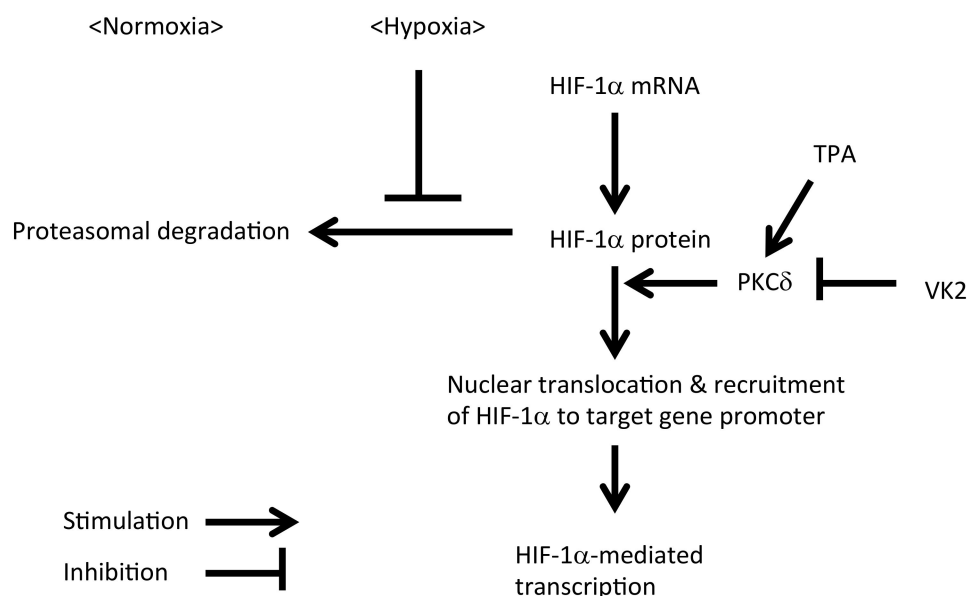 <Normoxia>
<Hypoxia>
HIF-1α mRNA
TPA
Proteasomal degradation
HIF-1α protein
PKCδ
VK2
Nuclear translocation & recruitment
of HIF-1α to target gene promoter
Stimulation
Inhibition
HIF-1α-mediated
transcription